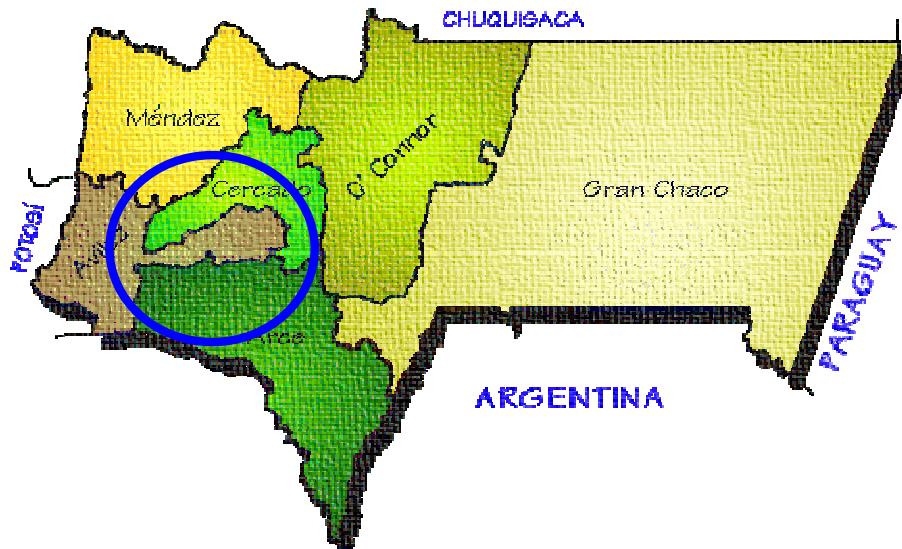 CHUQUISACA
Méndez
O' Connor
Cercado
Gran Chaco
POTOSÍ
PARAGUAY
ARGENTINA